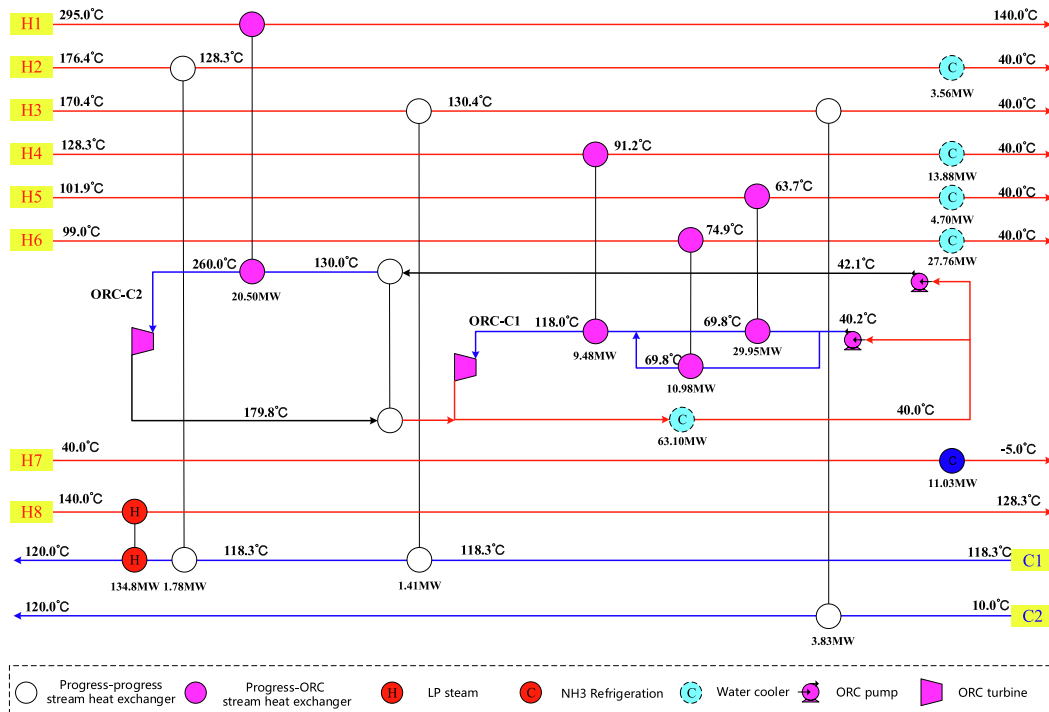 H1 295.0℃ 140.0℃
H2 176.4℃ 128.3℃ C 40.0℃
3.56MW
H3 170.4℃ 130.4℃ 40.0℃
H4 128.3℃ 91.2℃ C 40.0℃
13.88MW
H5 101.9℃ 63.7℃ C 40.0℃
4.70MW
H6 99.0℃ 74.9℃ C 40.0℃
27.76MW
260.0℃ 130.0℃ 42.1℃
20.50MW
ORC-C2
ORC-C1 118.0℃ 69.8℃ 40.2℃
9.48MW 29.95MW
69.8℃
10.98MW
179.8℃ C 40.0℃
63.10MW
H7 40.0℃ C -5.0℃
11.03MW
H8 140.0℃ H 128.3℃
120.0℃ H 118.3℃ 118.3℃ 118.3℃ C1
134.8MW 1.78MW 1.41MW
120.0℃ 10.0℃ C2
3.83MW
Progress-progress
stream heat exchanger
Progress-ORC
stream heat exchanger
H LP steam
C NH3 Refrigeration
C Water cooler
ORC pump
ORC turbine